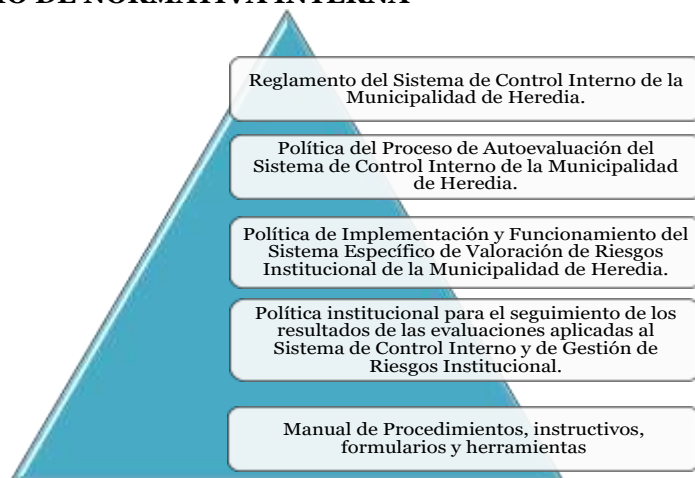 DE NORMATIVA INTERNA
Reglamento del Sistema de Control Interno de la
Municipalidad de Heredia.
Política del Proceso de Autoevaluación del
Sistema de Control Interno de la Municipalidad
de Heredia.
Política de Implementación y Funcionamiento del
Sistema Específico de Valoración de Riesgos
Institucional de la Municipalidad de Heredia.
Política institucional para el seguimiento de los
resultados de las evaluaciones aplicadas al
Sistema de Control Interno y de Gestión de
Riesgos Institucional.
Manual de Procedimientos, instructivos,
formularios y herramientas